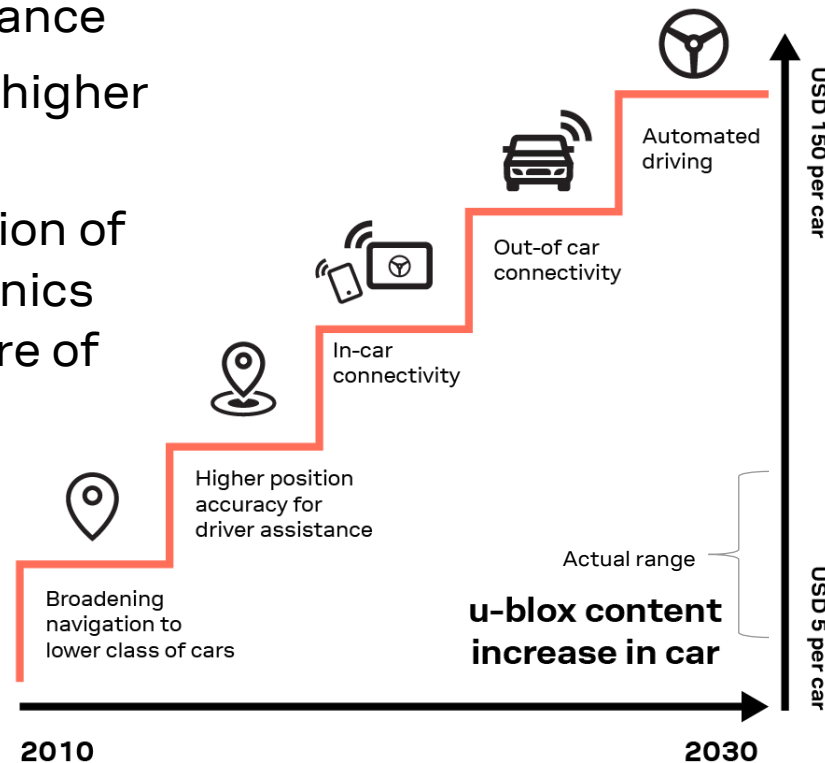 ance
higher
ion of
nics
re of
Automated
driving
Out-of car
connectivity
In-car
connectivity
Higher position
accuracy for
driver assistance
Broadening
navigation to
lower class of cars
Actual range
u-blox content
increase in car
USD 150 per car
USD 5 per car
2010
2030